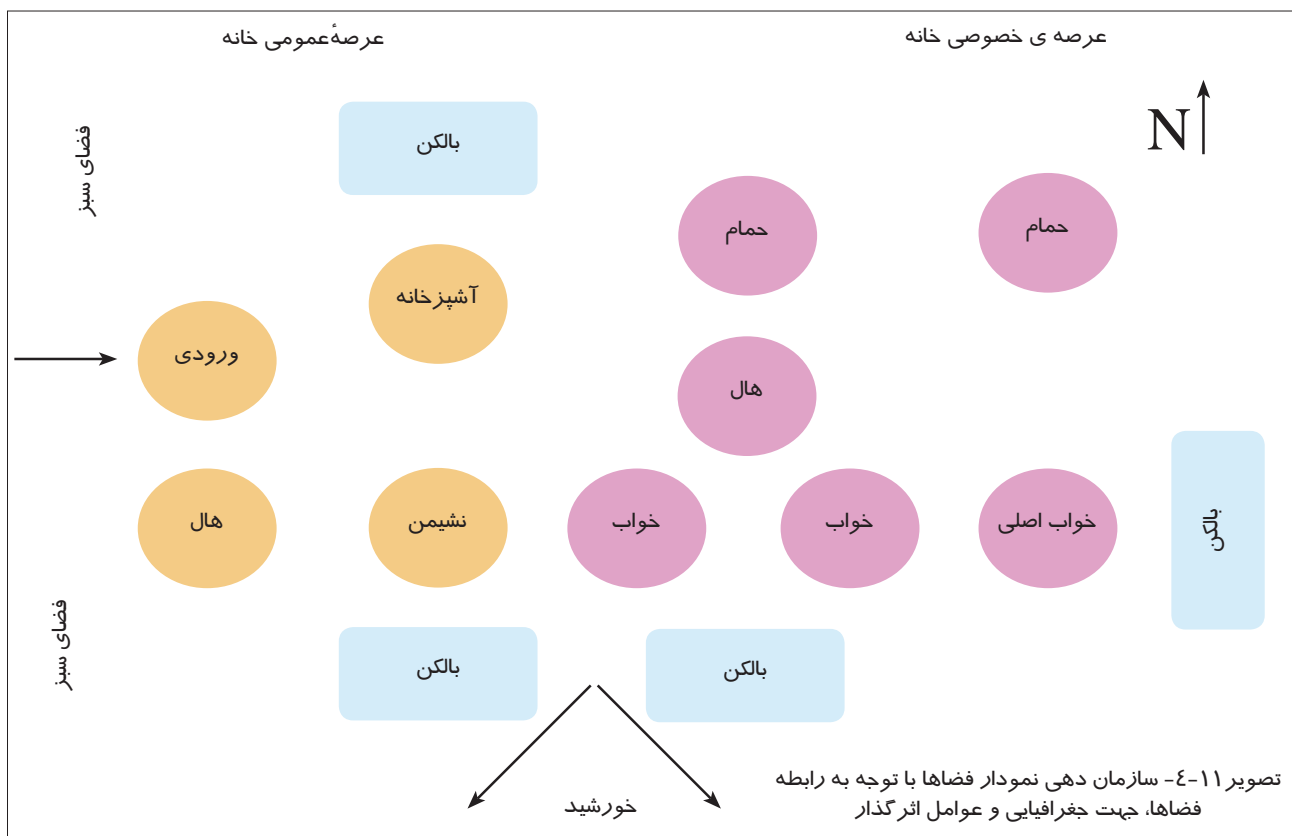 عرصه ی خصوصی خانه
عرصهٔ عمومی خانه
N
فضای سبز
بالکن
حمام
حمام
آشپزخانه
ورودی
هال
بالکن
خواب اصلی
خواب
خواب
نشیمن
هال
فضای سبز
بالکن
بالکن
خورشید
تصویر ۱۱-٤- سازمان دهی نمودار فضاها با توجه به رابطه
فضاها، جهت جغرافیایی و عوامل اثرگذار